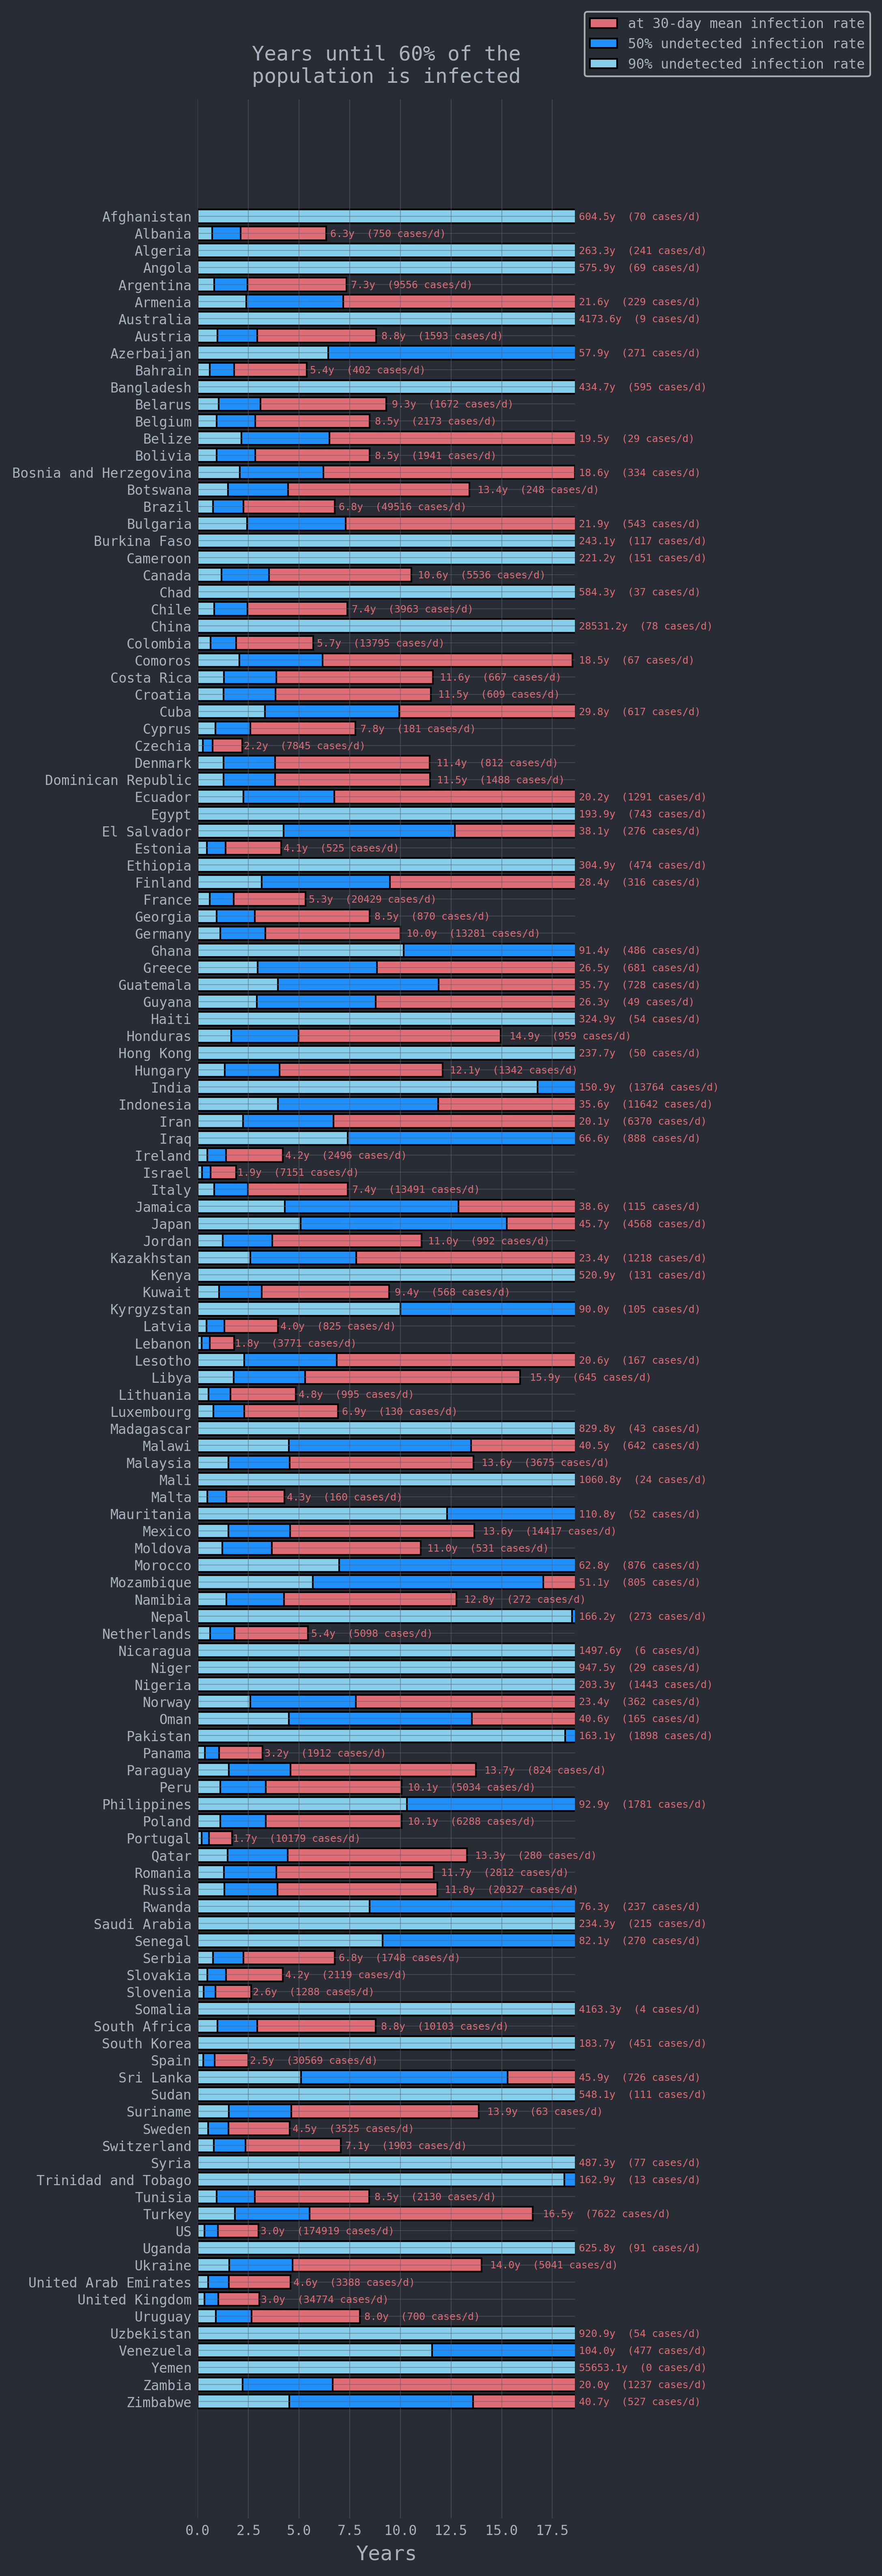 at 30-day mean infection rate
50% undetected infection rate
90% undetected infection rate
Years until 60% of the
population is infected
Afghanistan 604.5y (70 cases/d)
Albania 6.3y (750 cases/d)
Algeria 263.3y (241 cases/d)
Angola 575.9y (69 cases/d)
Argentina 7.3y (9556 cases/d)
Armenia 21.6y (229 cases/d)
Australia 4173.6y (9 cases/d)
Austria 8.8y (1593 cases/d)
Azerbaijan 57.9y (271 cases/d)
Bahrain 5.4y (402 cases/d)
Bangladesh 434.7y (595 cases/d)
Belarus 9.3y (1672 cases/d)
Belgium 8.5y (2173 cases/d)
Belize 19.5y (29 cases/d)
Bolivia 8.5y (1941 cases/d)
Bosnia and Herzegovina 18.6y (334 cases/d)
Botswana 13.4y (248 cases/d)
Brazil 6.8y (49516 cases/d)
Bulgaria 21.9y (543 cases/d)
Burkina Faso 243.1y (117 cases/d)
Cameroon 221.2y (151 cases/d)
Canada 10.6y (5536 cases/d)
Chad 584.3y (37 cases/d)
Chile 7.4y (3963 cases/d)
China 28531.2y (78 cases/d)
Colombia 5.7y (13795 cases/d)
Comoros 18.5y (67 cases/d)
Costa Rica 11.6y (667 cases/d)
Croatia 11.5y (609 cases/d)
Cuba 29.8y (617 cases/d)
Cyprus 7.8y (181 cases/d)
Czechia 2.2y (7845 cases/d)
Denmark 11.4y (812 cases/d)
Dominican Republic 11.5y (1488 cases/d)
Ecuador 20.2y (1291 cases/d)
Egypt 193.9y (743 cases/d)
El Salvador 38.1y (276 cases/d)
Estonia 4.1y (525 cases/d)
Ethiopia 304.9y (474 cases/d)
Finland 28.4y (316 cases/d)
France 5.3y (20429 cases/d)
Georgia 8.5y (870 cases/d)
Germany 10.0y (13281 cases/d)
Ghana 91.4y (486 cases/d)
Greece 26.5y (681 cases/d)
Guatemala 35.7y (728 cases/d)
Guyana 26.3y (49 cases/d)
Haiti 324.9y (54 cases/d)
Honduras 14.9y (959 cases/d)
Hong Kong 237.7y (50 cases/d)
Hungary 12.1y (1342 cases/d)
India 150.9y (13764 cases/d)
Indonesia 35.6y (11642 cases/d)
Iran 20.1y (6370 cases/d)
Iraq 66.6y (888 cases/d)
Ireland 4.2y (2496 cases/d)
Israel 1.9y (7151 cases/d)
Italy 7.4y (13491 cases/d)
Jamaica 38.6y (115 cases/d)
Japan 45.7y (4568 cases/d)
Jordan 11.0y (992 cases/d)
Kazakhstan 23.4y (1218 cases/d)
Kenya 520.9y (131 cases/d)
Kuwait 9.4y (568 cases/d)
Kyrgyzstan 90.0y (105 cases/d)
Latvia 4.0y (825 cases/d)
Lebanon 1.8y (3771 cases/d)
Lesotho 20.6y (167 cases/d)
Libya 15.9y (645 cases/d)
Lithuania 4.8y (995 cases/d)
Luxembourg 6.9y (130 cases/d)
Madagascar 829.8y (43 cases/d)
Malawi 40.5y (642 cases/d)
Malaysia 13.6y (3675 cases/d)
Mali 1060.8y (24 cases/d)
Malta 4.3y (160 cases/d)
Mauritania 110.8y (52 cases/d)
Mexico 13.6y (14417 cases/d)
Moldova 11.0y (531 cases/d)
Morocco 62.8y (876 cases/d)
Mozambique 51.1y (805 cases/d)
Namibia 12.8y (272 cases/d)
Nepal 166.2y (273 cases/d)
Netherlands 5.4y (5098 cases/d)
Nicaragua 1497.6y (6 cases/d)
Niger 947.5y (29 cases/d)
Nigeria 203.3y (1443 cases/d)
Norway 23.4y (362 cases/d)
Oman 40.6y (165 cases/d)
Pakistan 163.1y (1898 cases/d)
Panama 3.2y (1912 cases/d)
Paraguay 13.7y (824 cases/d)
Peru 10.1y (5034 cases/d)
Philippines 92.9y (1781 cases/d)
Poland 10.1y (6288 cases/d)
Portugal 1.7y (10179 cases/d)
Qatar 13.3y (280 cases/d)
Romania 11.7y (2812 cases/d)
Russia 11.8y (20327 cases/d)
Rwanda 76.3y (237 cases/d)
Saudi Arabia 234.3y (215 cases/d)
Senegal 82.1y (270 cases/d)
Serbia 6.8y (1748 cases/d)
Slovakia 4.2y (2119 cases/d)
Slovenia 2.6y (1288 cases/d)
Somalia 4163.3y (4 cases/d)
South Africa 8.8y (10103 cases/d)
South Korea 183.7y (451 cases/d)
Spain 2.5y (30569 cases/d)
Sri Lanka 45.9y (726 cases/d)
Sudan 548.1y (111 cases/d)
Suriname 13.9y (63 cases/d)
Sweden 4.5y (3525 cases/d)
Switzerland 7.1y (1903 cases/d)
Syria 487.3y (77 cases/d)
Trinidad and Tobago 162.9y (13 cases/d)
Tunisia 8.5y (2130 cases/d)
Turkey 16.5y (7622 cases/d)
US 3.0y (174919 cases/d)
Uganda 625.8y (91 cases/d)
Ukraine 14.0y (5041 cases/d)
United Arab Emirates 4.6y (3388 cases/d)
United Kingdom 3.0y (34774 cases/d)
Uruguay 8.0y (700 cases/d)
Uzbekistan 920.9y (54 cases/d)
Venezuela 104.0y (477 cases/d)
Yemen 55653.1y (0 cases/d)
Zambia 20.0y (1237 cases/d)
Zimbabwe 40.7y (527 cases/d)
0.0 2.5 5.0 7.5 10.0 12.5 15.0 17.5
Years